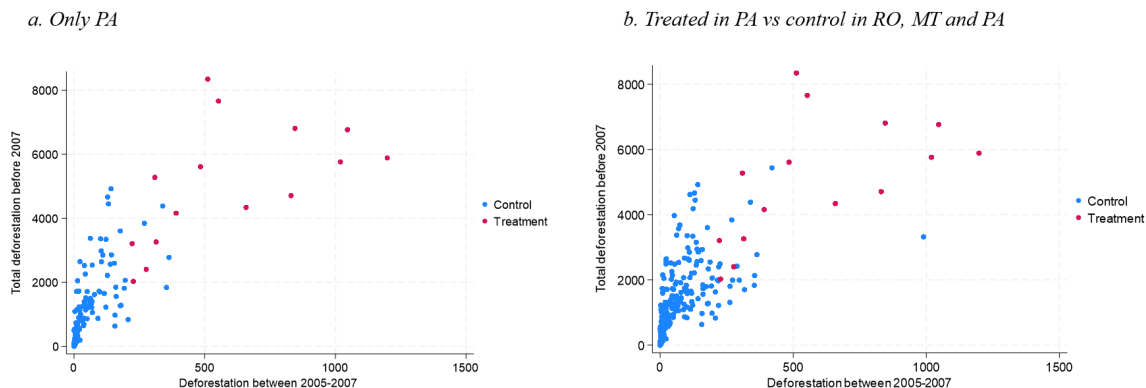 a. Only PA
b. Treated in PA vs control in RO, MT and PA
Total deforestation before 2007
8000
6000
4000
2000
0
0
500
1000
1500
Deforestation between 2005-2007
Control
Treatment
Total deforestation before 2007
8000
6000
4000
2000
0
0
500
1000
1500
Deforestation between 2005-2007
Control
Treatment